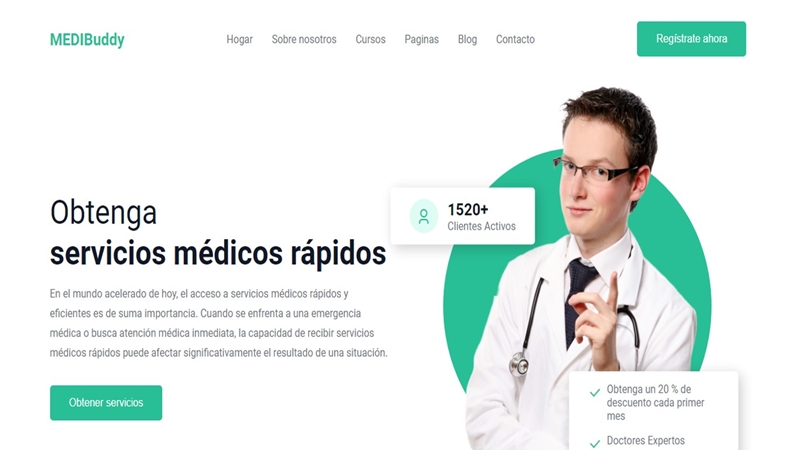 MEDIBuddy
Hogar
Sobre nosotros
Cursos
Paginas
Blog
Contacto
Regístrate ahora
Obtenga
servicios médicos rápidos
En el mundo acelerado de hoy, el acceso a servicios médicos rápidos y
eficientes es de suma importancia. Cuando se enfrenta a una emergencia
médica o busca atención médica inmediata, la capacidad de recibir servicios
médicos rápidos puede afectar significativamente el resultado de una situación.
Obtener servicios
1520+
Clientes Activos
Obtenga un 20 % de
descuento cada primer
mes
Doctores Expertos